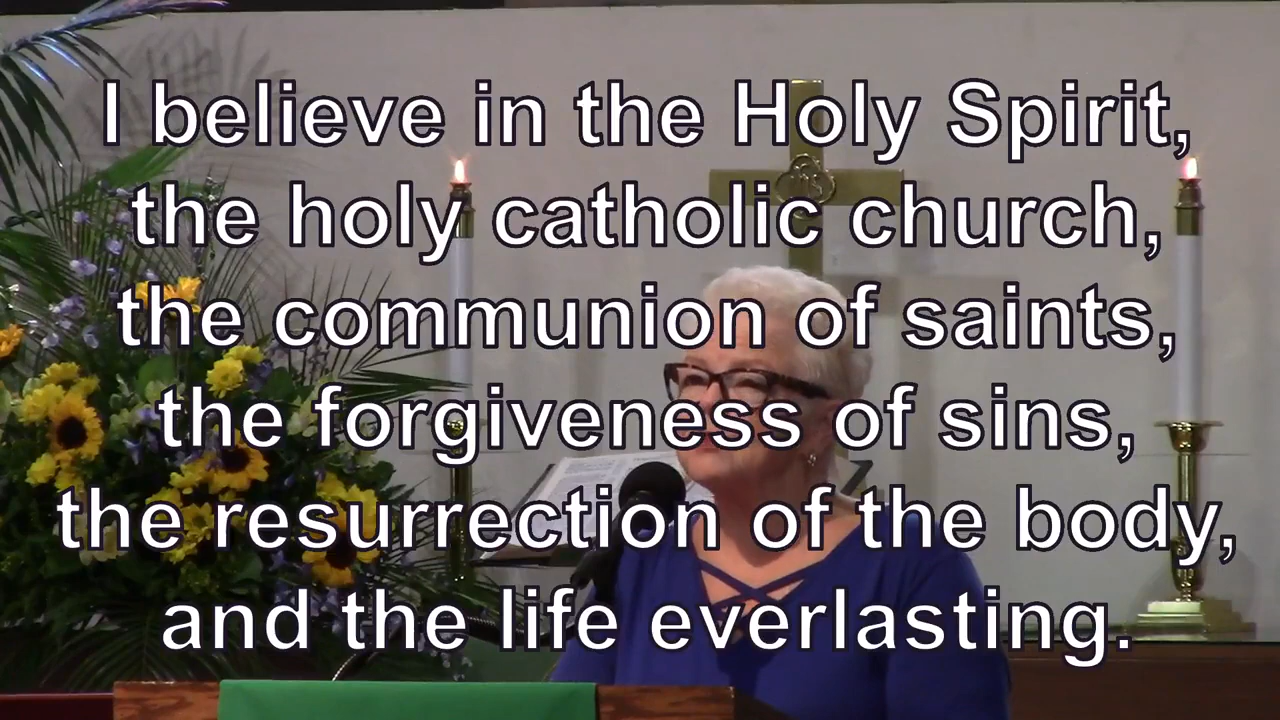 I believe in the Holy Spirit,
the holy catholic church,
the communion of saints,
the forgiveness of sins,
the resurrection of the body,
and the life everlasting.